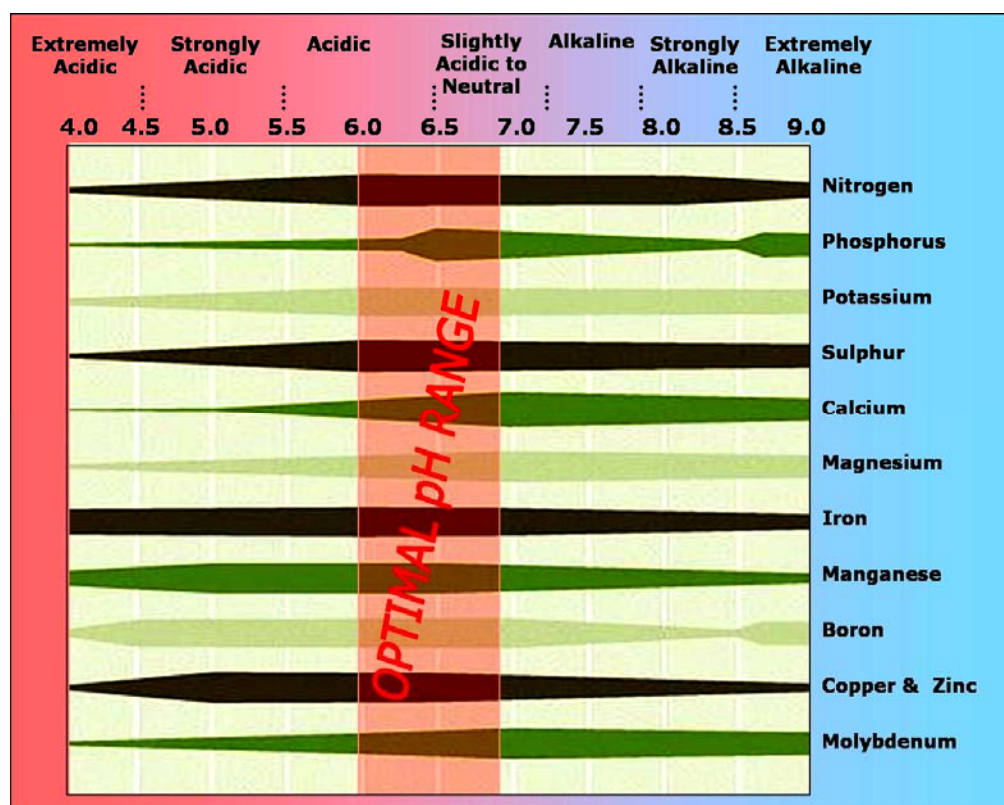 Extremely Acidic
Strongly Acidic
Acidic
Slightly Acidic to Neutral
Alkaline
Strongly Alkaline
Extremely Alkaline
4.0 4.5 5.0 5.5 6.0 6.5 7.0 7.5 8.0 8.5 9.0
Nitrogen
Phosphorus
Potassium
Sulphur
Calcium
Magnesium
Iron
Manganese
Boron
Copper & Zinc
Molybdenum
OPTIMAL pH RANGE